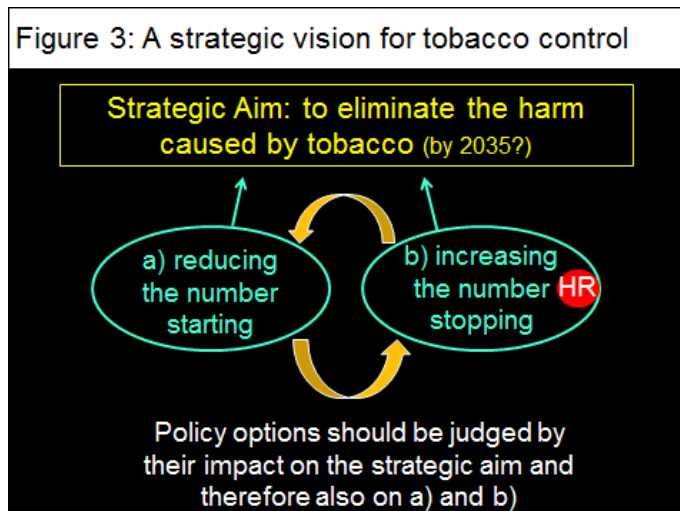 Figure 3: A strategic vision for tobacco control
Strategic Aim: to eliminate the harm
caused by tobacco (by 2035?)
a) reducing
the number
starting
b) increasing
the number
stopping
HR
Policy options should be judged by
their impact on the strategic aim and
therefore also on a) and b)